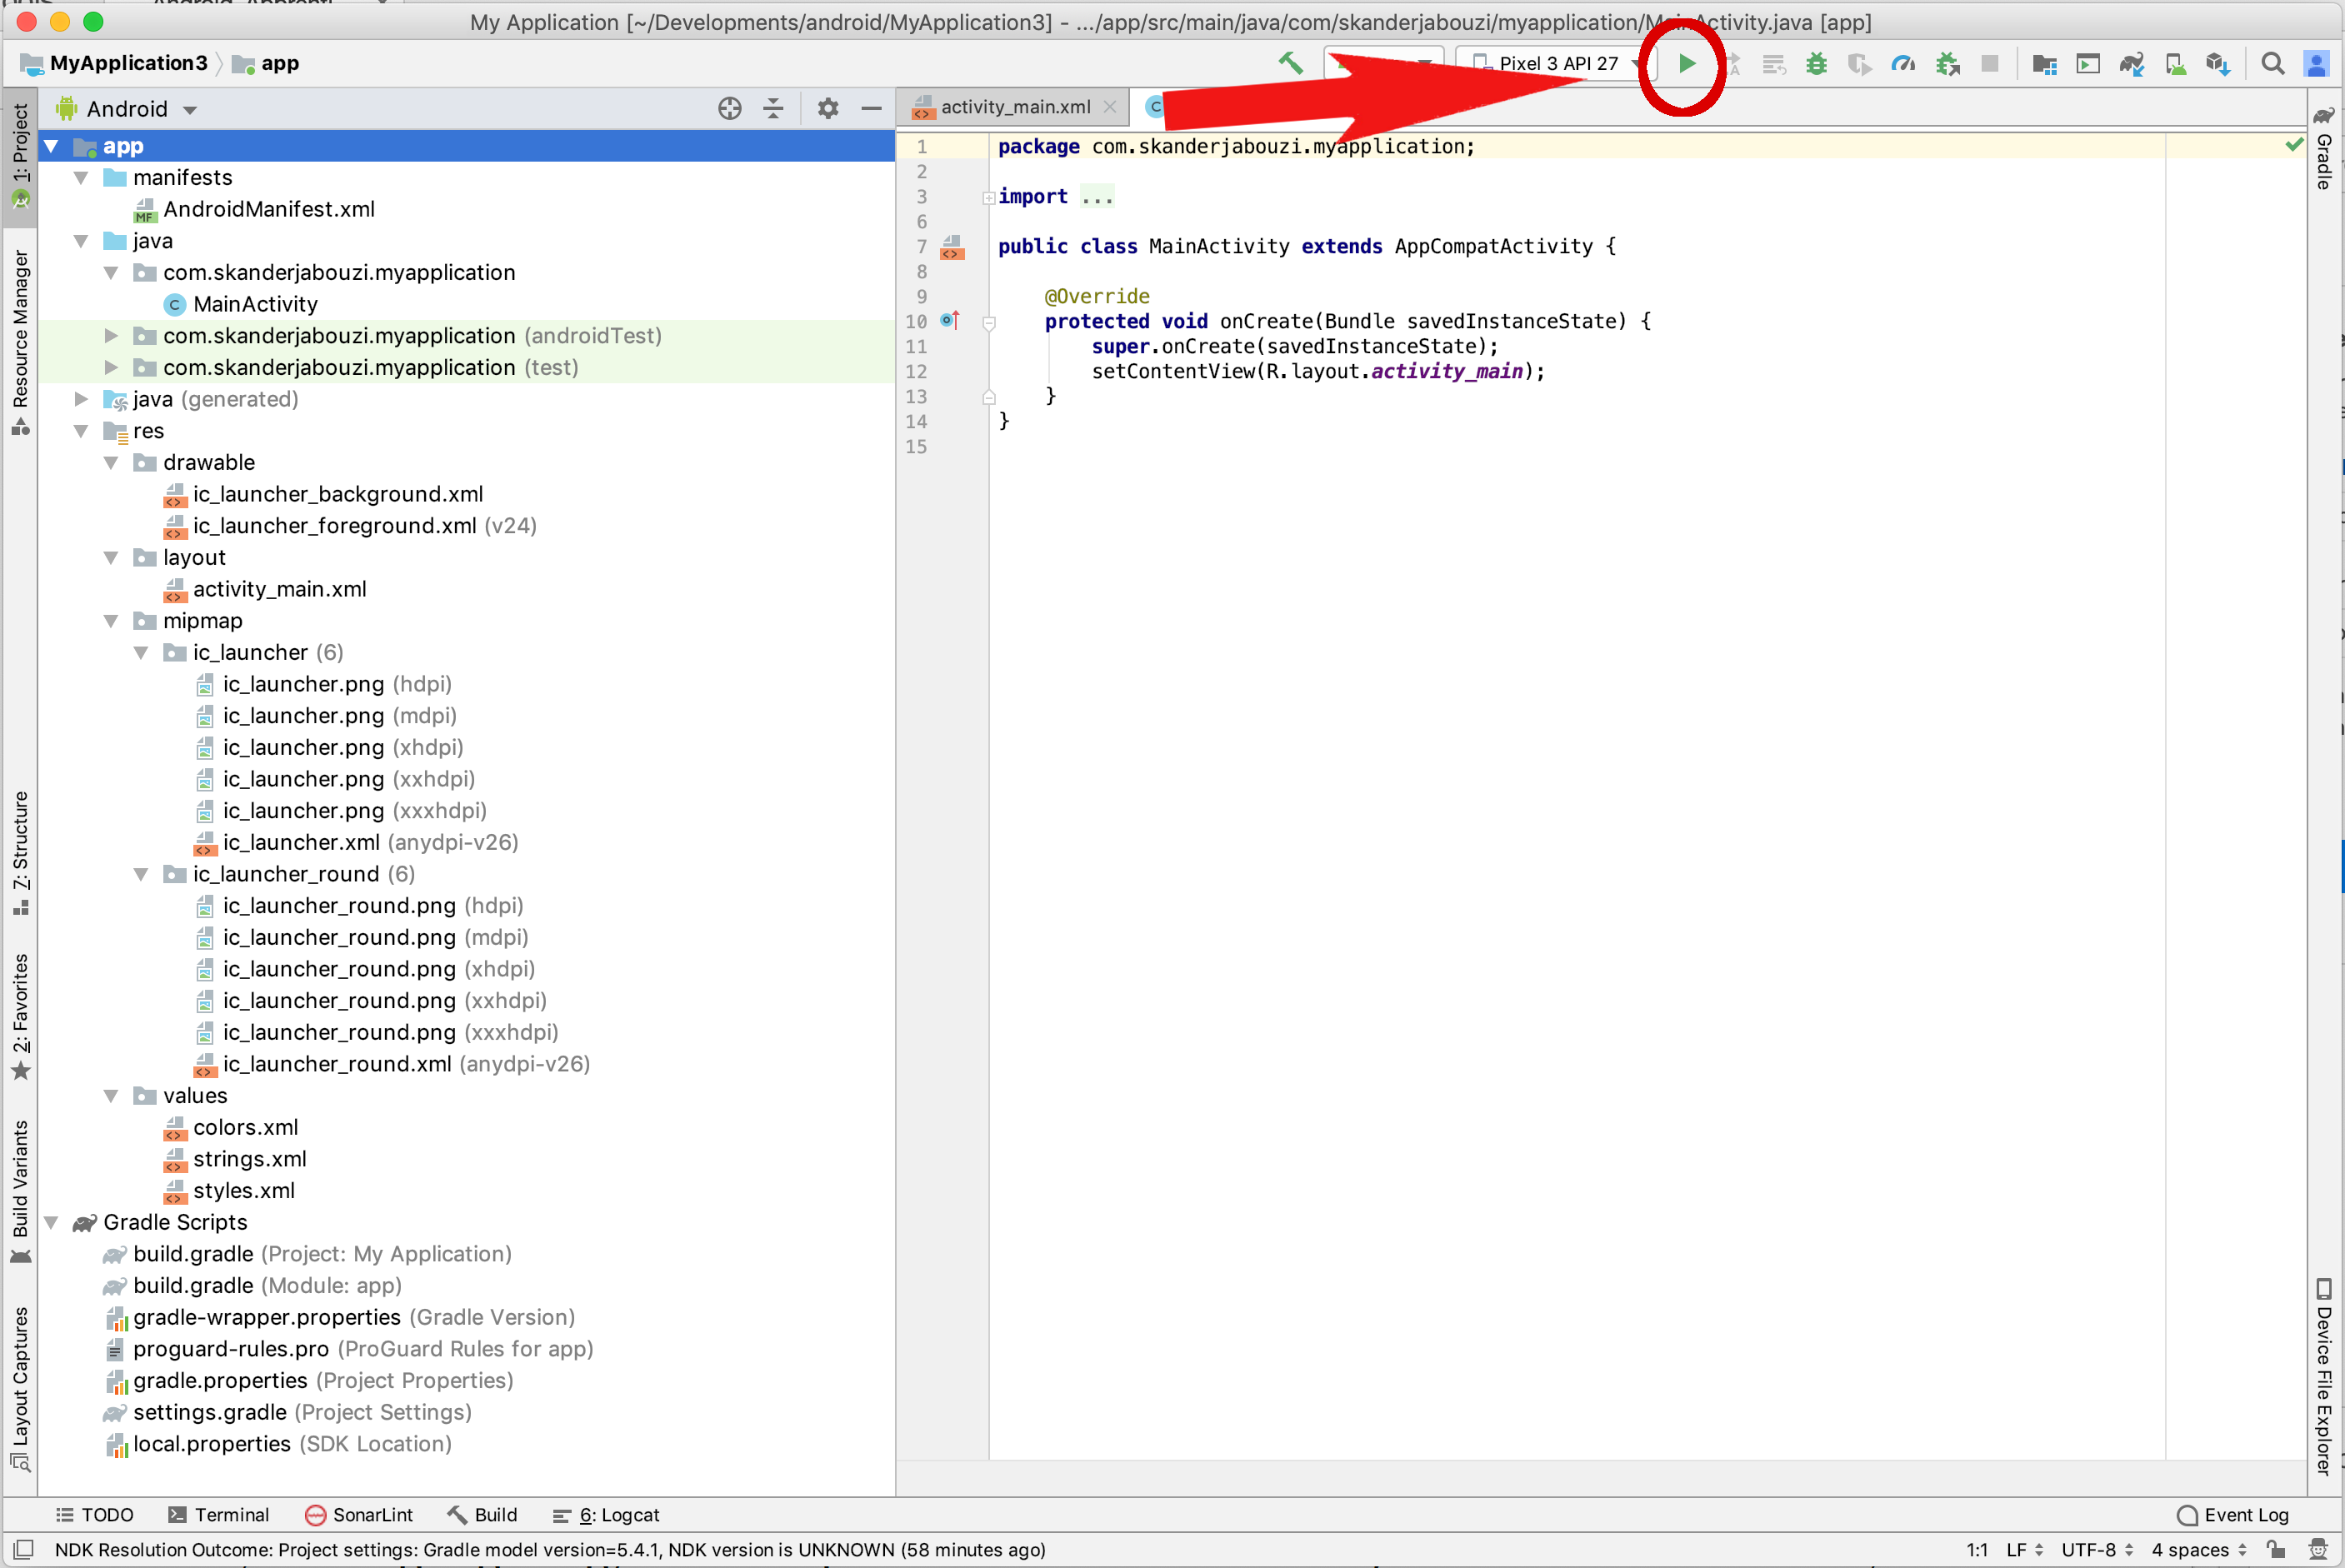 My Application [~/Developments/android/MyApplication3] - .../app/src/main/java/com/skanderjabouzi/myapplication/MainActivity.java [app]
MyApplication3 app
Pixel 3 API 27
Android
activity_main.xml
C
1: Project
Resource Manager
Z: Structure
2: Favorites
Build Variants
Layout Captures
app
manifests
MF AndroidManifest.xml
java
com.skanderjabouzi.myapplication
C MainActivity
com.skanderjabouzi.myapplication (androidTest)
com.skanderjabouzi.myapplication (test)
java (generated)
res
drawable
ic_launcher_background.xml
ic_launcher_foreground.xml (v24)
layout
activity_main.xml
mipmap
ic_launcher (6)
ic_launcher.png (hdpi)
ic_launcher.png (mdpi)
ic_launcher.png (xhdpi)
ic_launcher.png (xxhdpi)
ic_launcher.png (xxxhdpi)
ic_launcher.xml (anydpi-v26)
ic_launcher_round (6)
ic_launcher_round.png (hdpi)
ic_launcher_round.png (mdpi)
ic_launcher_round.png (xhdpi)
ic_launcher_round.png (xxhdpi)
ic_launcher_round.png (xxxhdpi)
ic_launcher_round.xml (anydpi-v26)
values
colors.xml
strings.xml
styles.xml
Gradle Scripts
build.gradle (Project: My Application)
build.gradle (Module: app)
gradle-wrapper.properties (Gradle Version)
proguard-rules.pro (ProGuard Rules for app)
gradle.properties (Project Properties)
settings.gradle (Project Settings)
local.properties (SDK Location)
1 package com.skanderjabouzi.myapplication;
2
3 import ...
6
7 public class MainActivity extends AppCompatActivity {
8
9 @Override
10 protected void onCreate(Bundle savedInstanceState) {
11 super.onCreate(savedInstanceState);
12 setContentView(R.layout.activity_main);
13 }
14 }
15
Gradle
Device File Explorer
TODO Terminal SonarLint Build 6: Logcat Event Log
NDK Resolution Outcome: Project settings: Gradle model version=5.4.1, NDK version is UNKNOWN (58 minutes ago) 1:1 LF UTF-8 4 spaces